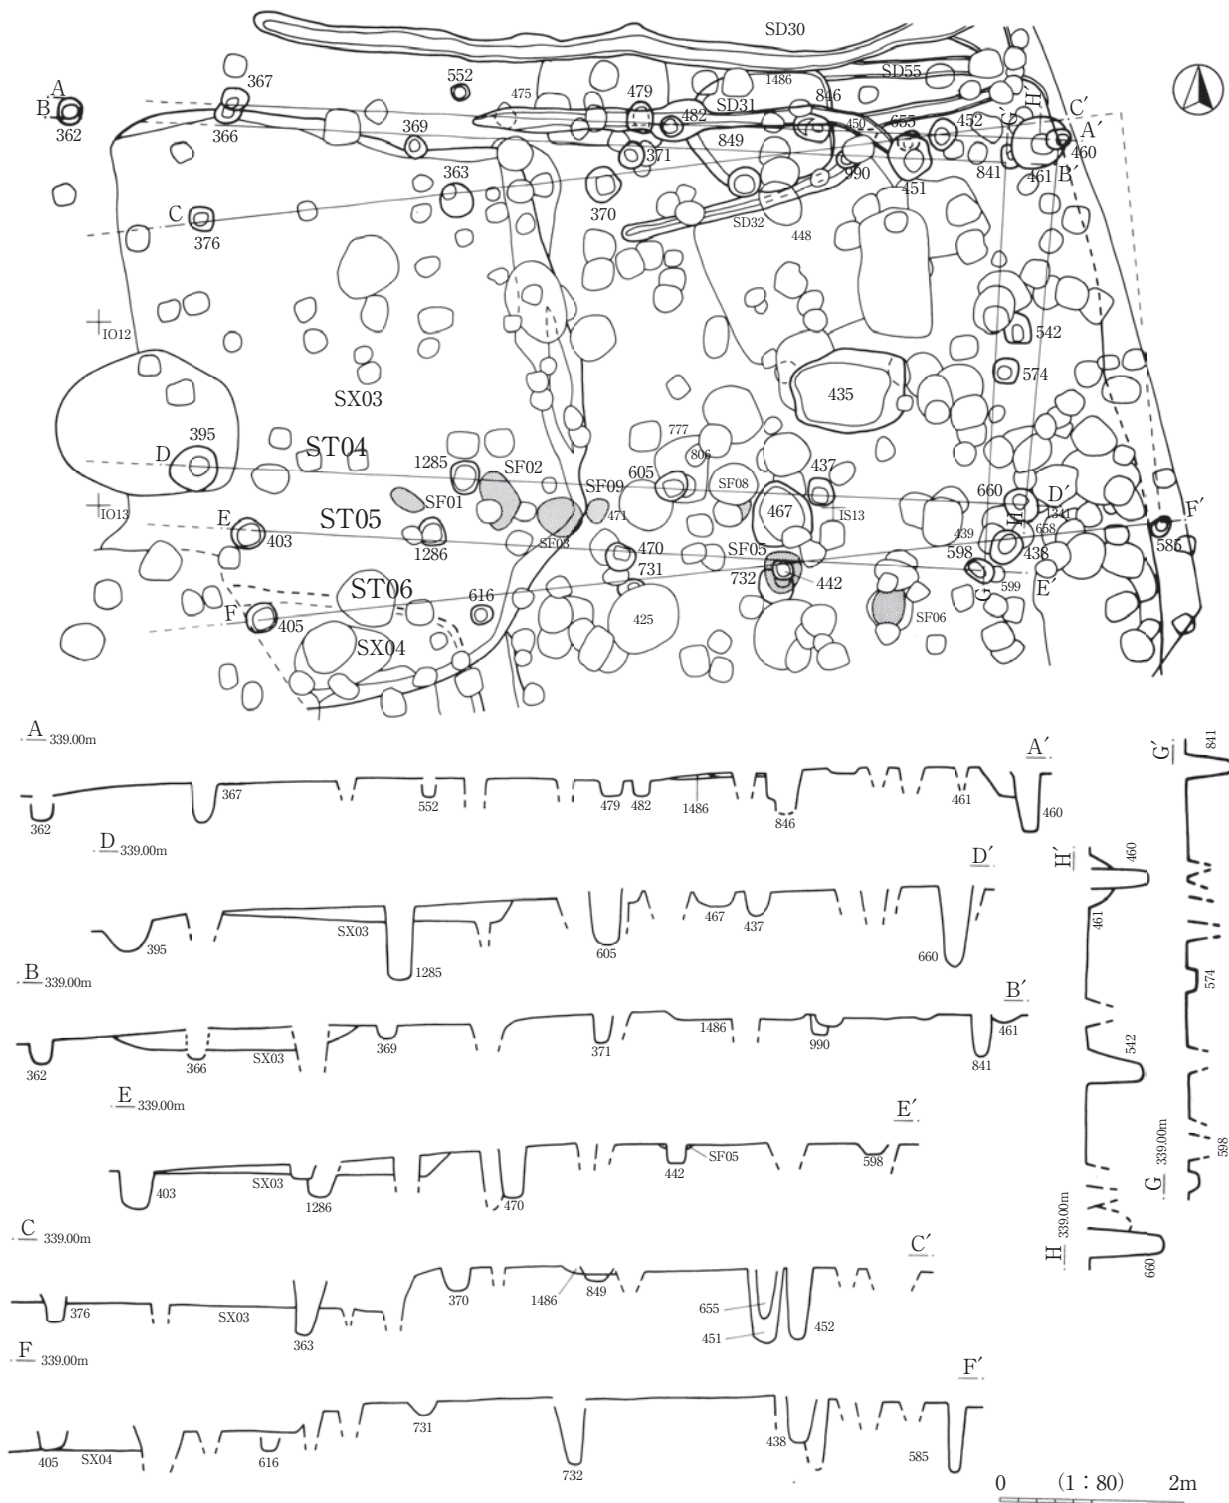 SD30
SD55
A
B
362
367
366
552
475
369
479
482
371
1486
SD31
849
846
450
655
452
G′
H′
C′
A′
460
B′
461
841
990
451
363
370
SD32
448
C
376
IO12
542
574
SX03
435
395
D
ST04
1285
SF02
777
806
605
SF08
437
660
D′
1341
F′
SF01
SF09
471
467
IS13
IO13
E
ST05
SF03
H
658
439
438
585
403
1286
470
SF05
598
731
732
442
599
E′
G
ST06
616
F
405
425
SF06
SX04
A 339.00m
A′
362
367
552
479
482
1486
846
461
460
D 339.00m
D′
395
SX03
1285
605
467
437
660
B 339.00m
B′
362
366
SX03
369
371
1486
990
841
461
E 339.00m
E′
403
SX03
1286
470
442
SF05
598
C 339.00m
C′
376
SX03
363
370
1486
849
655
451
452
F 339.00m
F′
405
SX04
616
731
732
438
585
G′
841
574
598
G 339.00m
H′
460
461
542
H 339.00m
660
0 (1：80) 2m